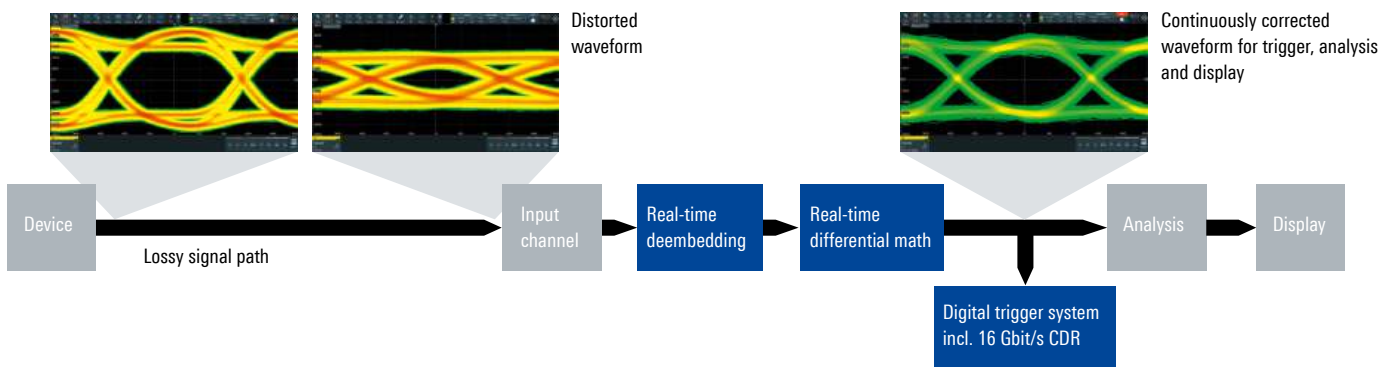 Distorted
waveform
Continuously corrected
waveform for trigger, analysis
and display
Device
Lossy signal path
Input
channel
Real-time
deembedding
Real-time
differential math
Analysis
Display
Digital trigger system
incl. 16 Gbit/s CDR